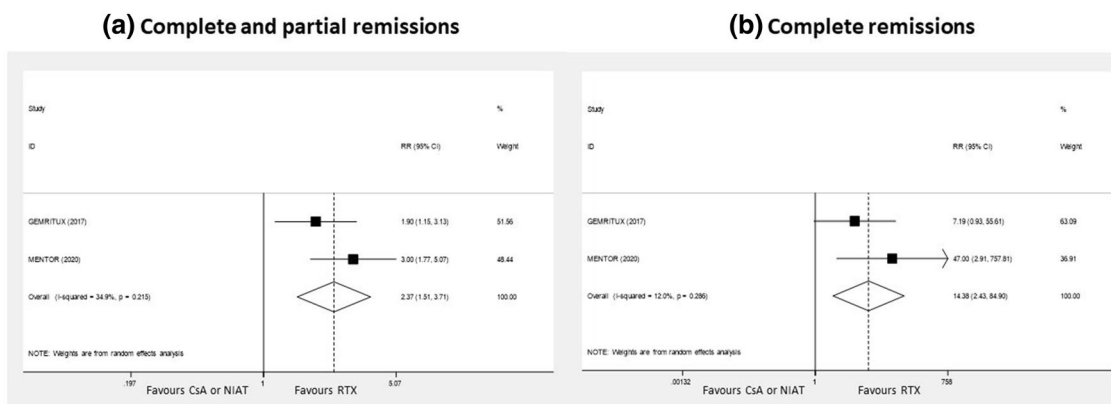 (a) Complete and partial remissions
Study %
ID RR (95% CI) Weight
GEMRITUX (2017) 1.90 (1.15, 3.13) 51.56
MENTOR (2020) 3.00 (1.77, 5.07) 48.44
Overall (I-squared = 34.9%, p = 0.215) 2.37 (1.51, 3.71) 100.00
NOTE: Weights are from random effects analysis
.197 1 5.07
Favours CsA or NIAT Favours RTX
(b) Complete remissions
Study %
ID RR (95% CI) Weight
GEMRITUX (2017) 7.19 (0.93, 55.61) 63.09
MENTOR (2020) 47.00 (2.91, 757.81) 36.91
Overall (I-squared = 12.0%, p = 0.286) 14.38 (2.43, 84.90) 100.00
NOTE: Weights are from random effects analysis
.00132 1 758
Favours CsA or NIAT Favours RTX